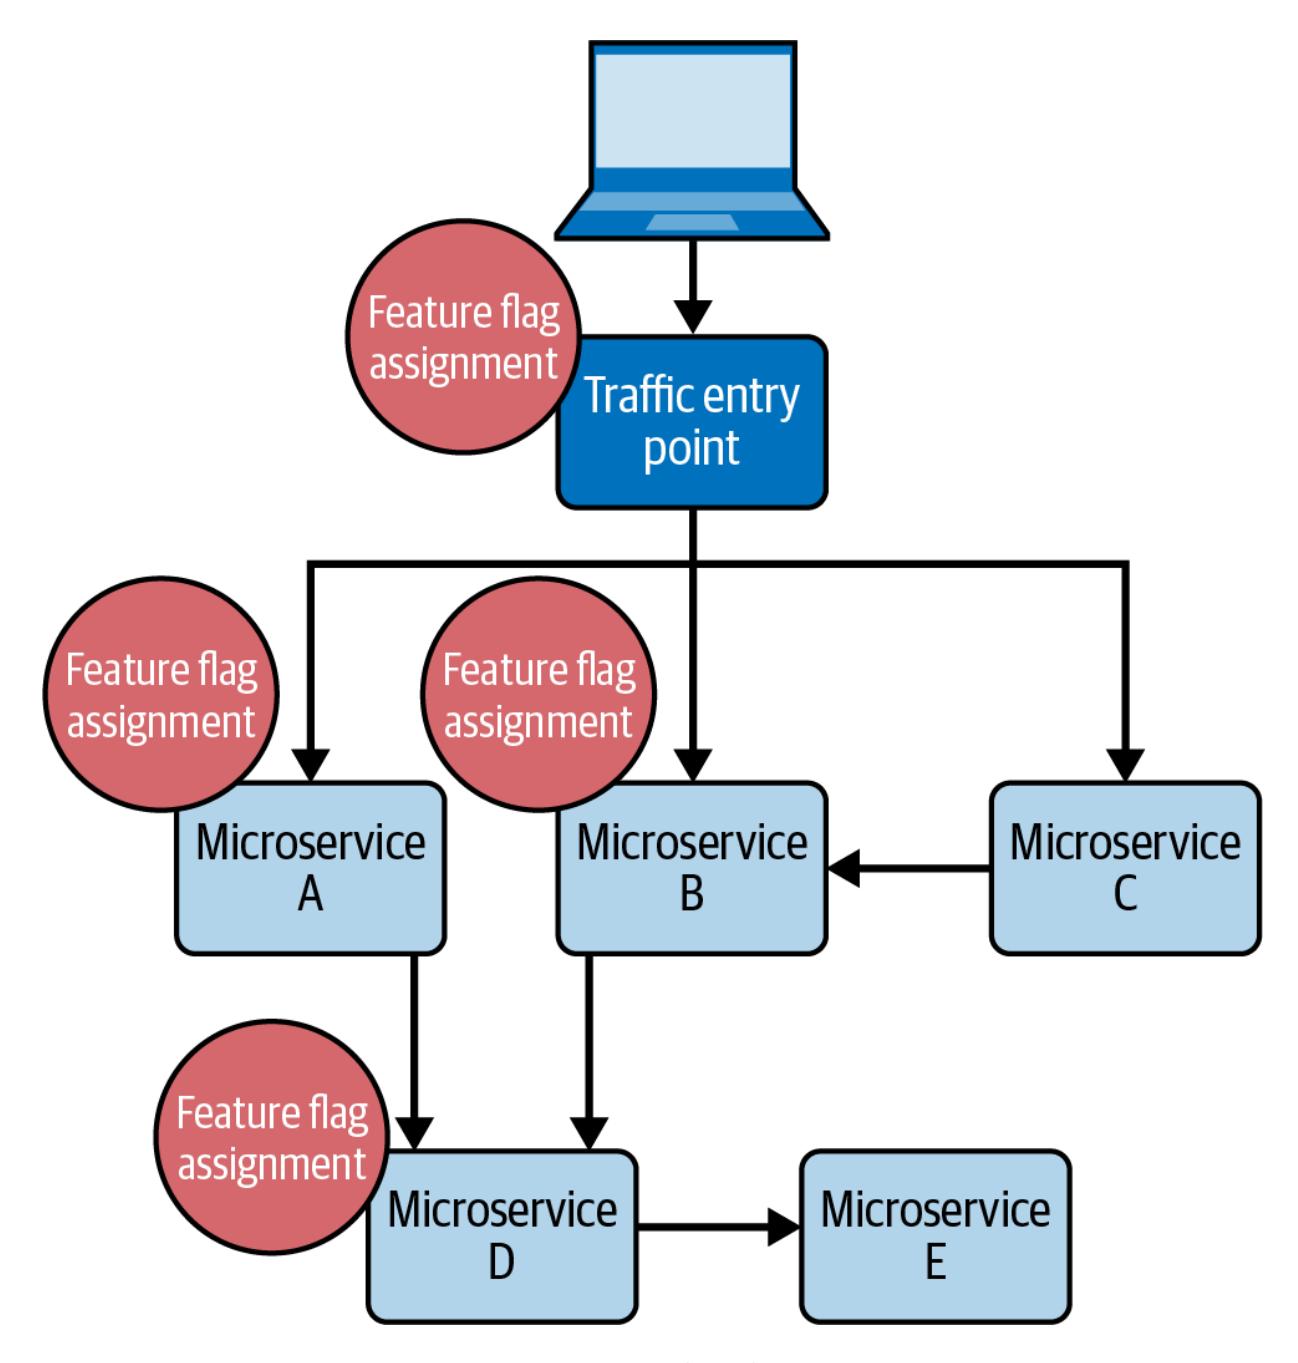 Feature flag
assignment
Traffic entry
point
Feature flag
assignment
Feature flag
assignment
Microservice
A
Microservice
B
Microservice
C
Feature flag
assignment
Microservice
D
Microservice
E